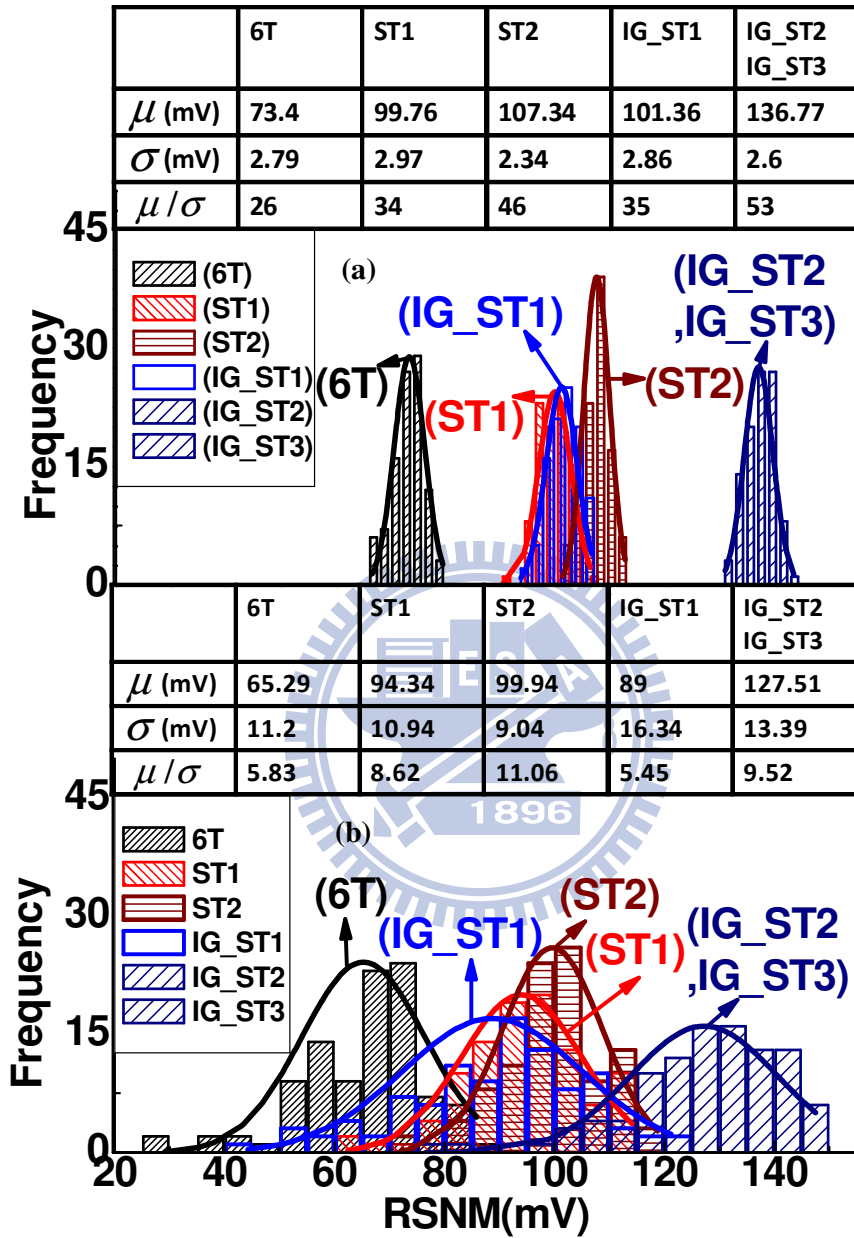 6T ST1 ST2 IG_ST1 IG_ST2
IG_ST3
μ (mV) 73.4 99.76 107.34 101.36 136.77
σ (mV) 2.79 2.97 2.34 2.86 2.6
μ/σ 26 34 46 35 53
45
30
15
0
Frequency
(6T)
(ST1)
(ST2)
(IG_ST1)
(IG_ST2)
(IG_ST3)
(a)
(6T)
(ST1)
(IG_ST1)
(ST2)
(IG_ST2
,IG_ST3)
6T ST1 ST2 IG_ST1 IG_ST2
IG_ST3
μ (mV) 65.29 94.34 99.94 89 127.51
σ (mV) 11.2 10.94 9.04 16.34 13.39
μ/σ 5.83 8.62 11.06 5.45 9.52
E S A
1896
45
30
15
0
Frequency
6T
ST1
ST2
IG_ST1
IG_ST2
IG_ST3
(b)
(6T)
(IG_ST1)
(ST2)
(ST1)
(IG_ST2
,IG_ST3)
20 40 60 80 100 120 140
RSNM(mV)